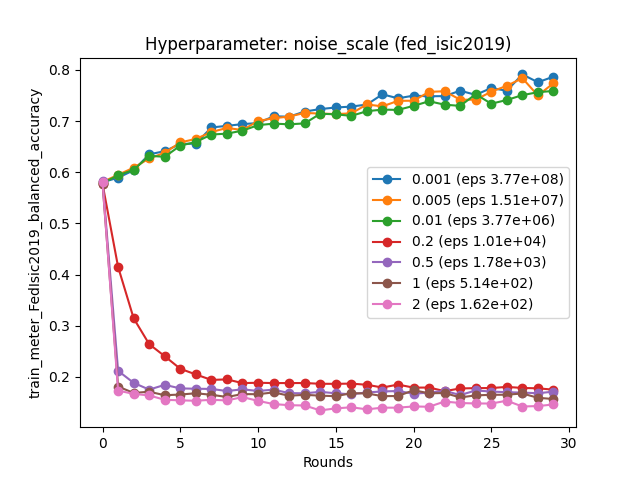 Hyperparameter: noise_scale (fed_isic2019)
train_meter_FedIsic2019_balanced_accuracy
0.8
0.7
0.6
0.5
0.4
0.3
0.2
0.001 (eps 3.77e+08)
0.005 (eps 1.51e+07)
0.01 (eps 3.77e+06)
0.2 (eps 1.01e+04)
0.5 (eps 1.78e+03)
1 (eps 5.14e+02)
2 (eps 1.62e+02)
0 5 10 15 20 25 30
Rounds